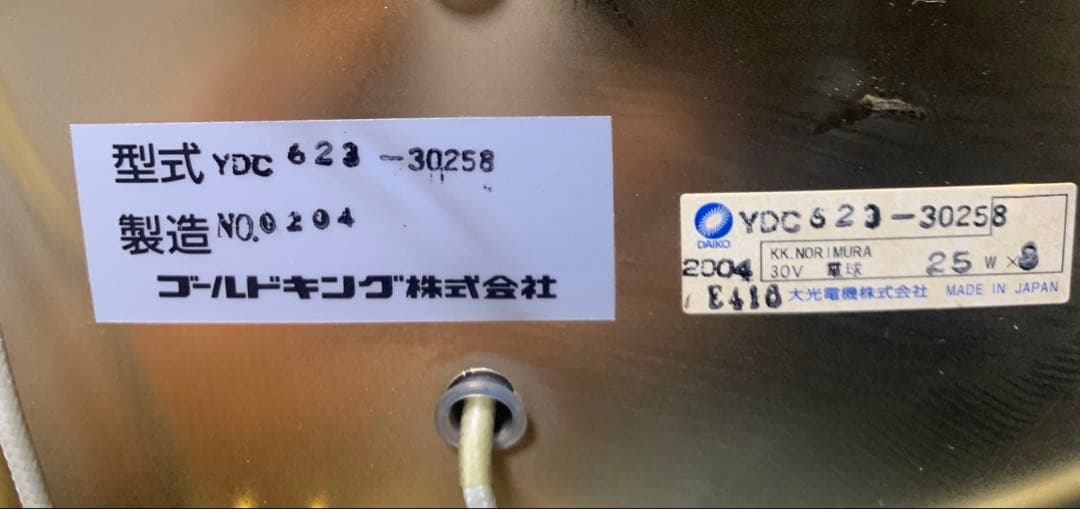 型式 YDC 623 -30258
製造 NO.0204
ゴールドキング株式会社
DAIKO
YDC 623-30258
2004
KK.NORIMURA
30V 電球 25 W ×8
E416 大光電機株式会社 MADE IN JAPAN